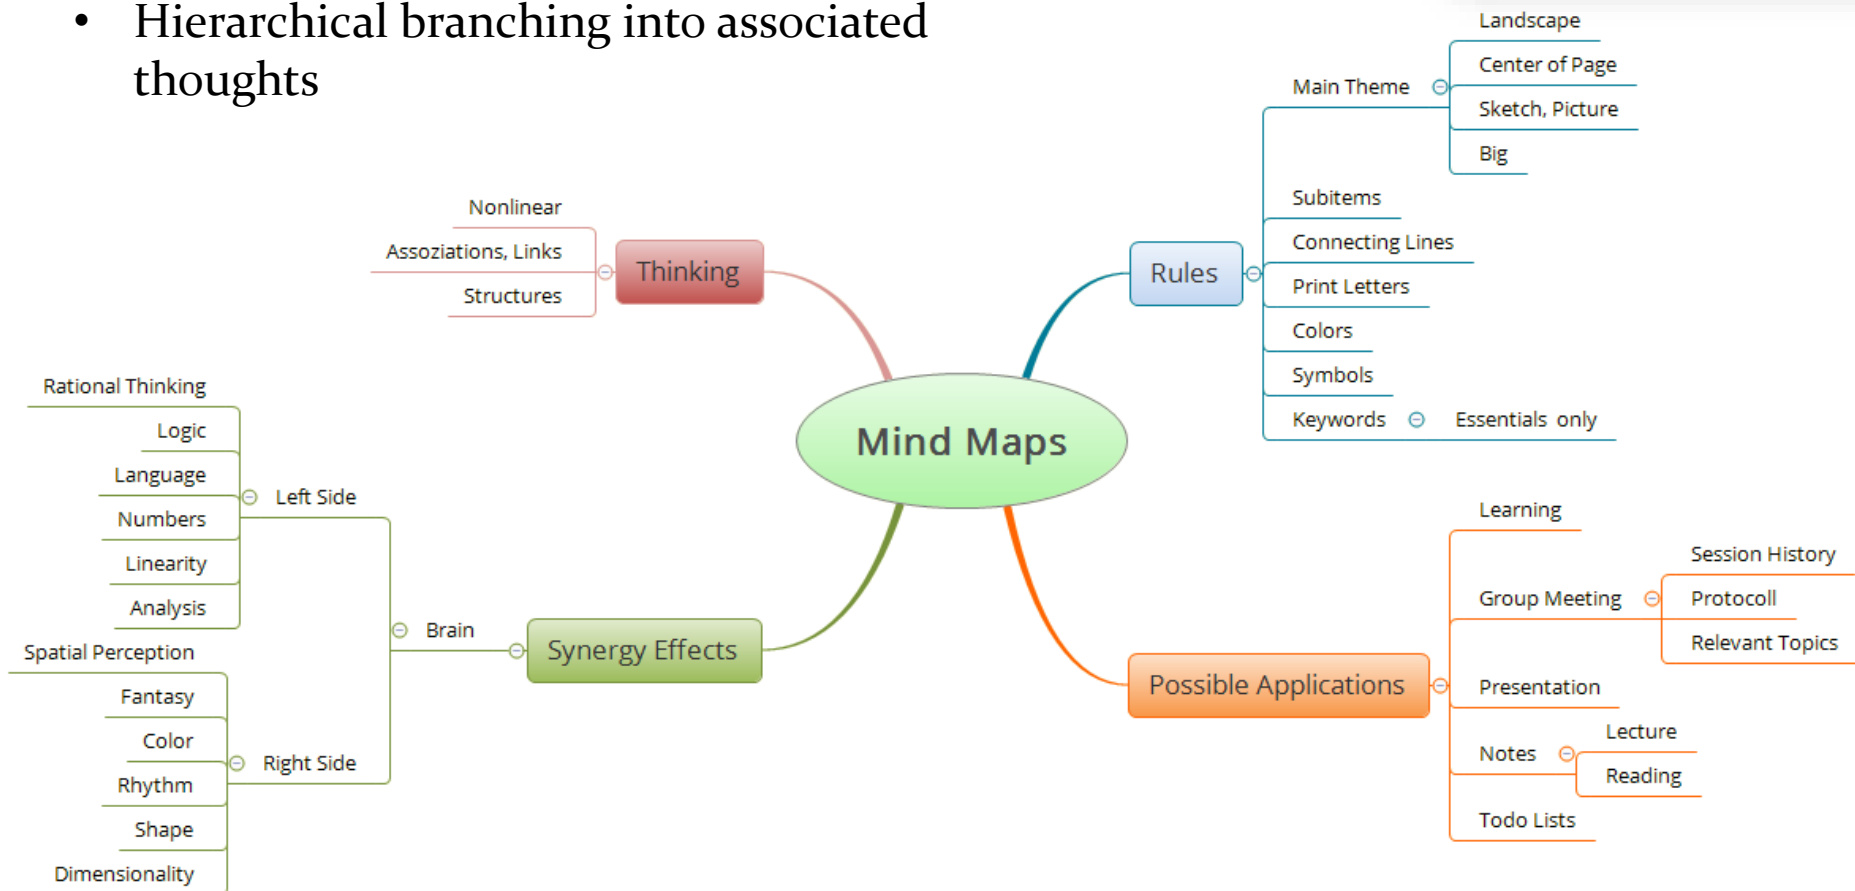 • Hierarchical branching into associated
thoughts
Mind Maps
Thinking
Nonlinear
Assoziations, Links
Structures
Rules
Main Theme
Landscape
Center of Page
Sketch, Picture
Big
Subitems
Connecting Lines
Print Letters
Colors
Symbols
Keywords
Essentials only
Synergy Effects
Brain
Left Side
Rational Thinking
Logic
Language
Numbers
Linearity
Analysis
Right Side
Spatial Perception
Fantasy
Color
Rhythm
Shape
Dimensionality
Possible Applications
Learning
Group Meeting
Session History
Protocoll
Relevant Topics
Presentation
Notes
Lecture
Reading
Todo Lists